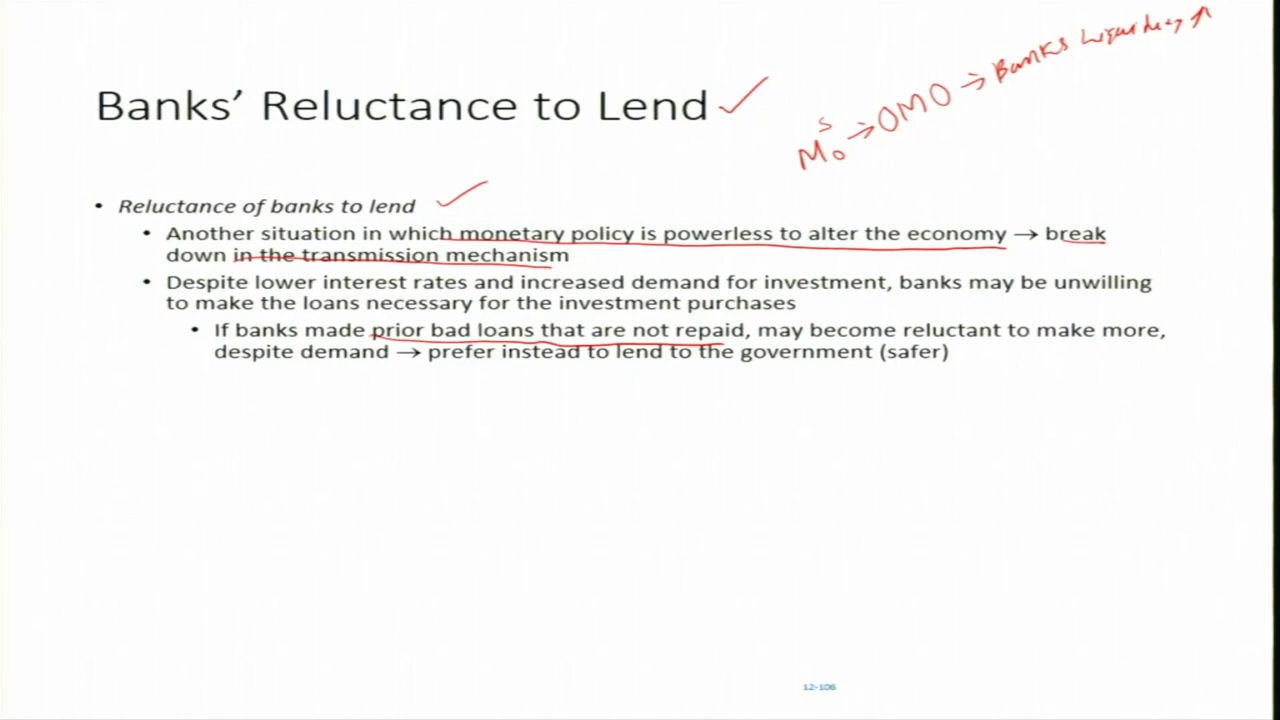 Banks' Reluctance to Lend
M₀ˢ → OMO → Banks Liquidity ↑
• Reluctance of banks to lend
• Another situation in which monetary policy is powerless to alter the economy → break
down in the transmission mechanism
• Despite lower interest rates and increased demand for investment, banks may be unwilling
to make the loans necessary for the investment purchases
• If banks made prior bad loans that are not repaid, may become reluctant to make more,
despite demand → prefer instead to lend to the government (safer)
12-106